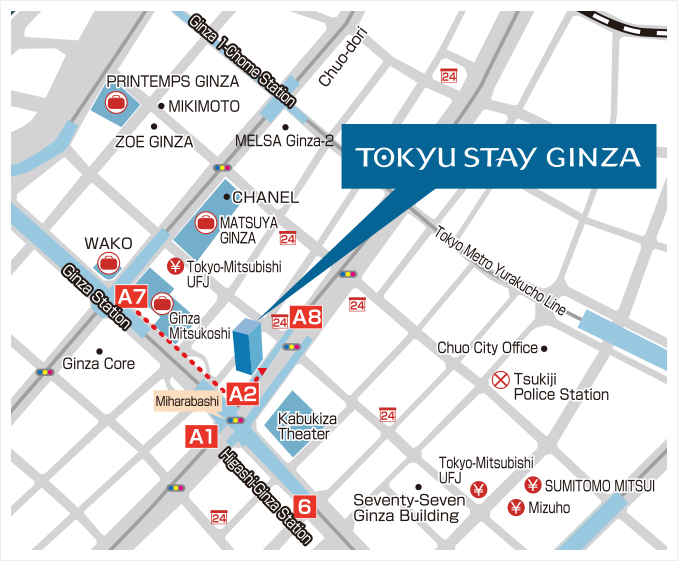 Ginza 1-Chome Station
Chuo-dori
24
PRINTEMPS GINZA
MIKIMOTO
ZOE GINZA
MELSA Ginza-2
TOKYU STAY GINZA
CHANEL
MATSUYA
GINZA
24
WAKO
¥
Tokyo-Mitsubishi
UFJ
Tokyo Metro Yurakucho Line
Ginza Station
A7
Ginza
Mitsukoshi
24
A8
24
Ginza Core
Chuo City Office
Tsukiji
Police Station
Miharabashi
A2
A1
Kabukiza
Theater
24
Higashi-Ginza Station
6
24
Tokyo-Mitsubishi
UFJ
¥
¥
SUMITOMO MITSUI
¥
Mizuho
Seventy-Seven
Ginza Building